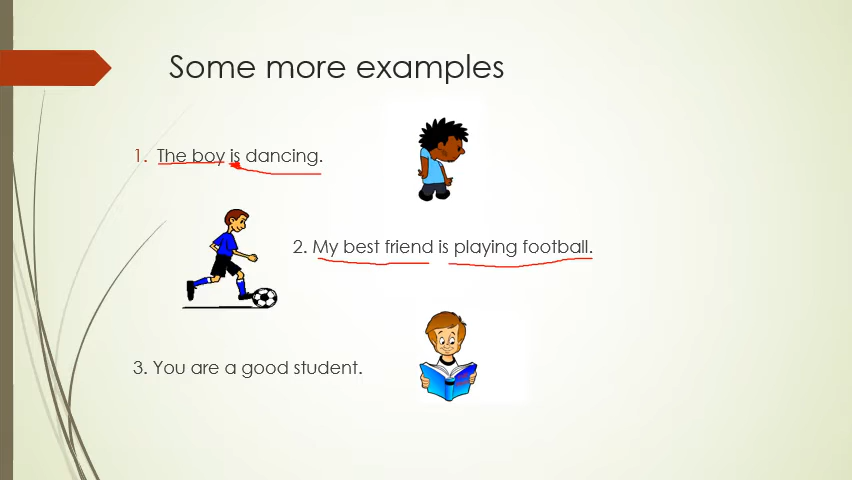 Some more examples
1. The boy is dancing.
2. My best friend is playing football.
3. You are a good student.